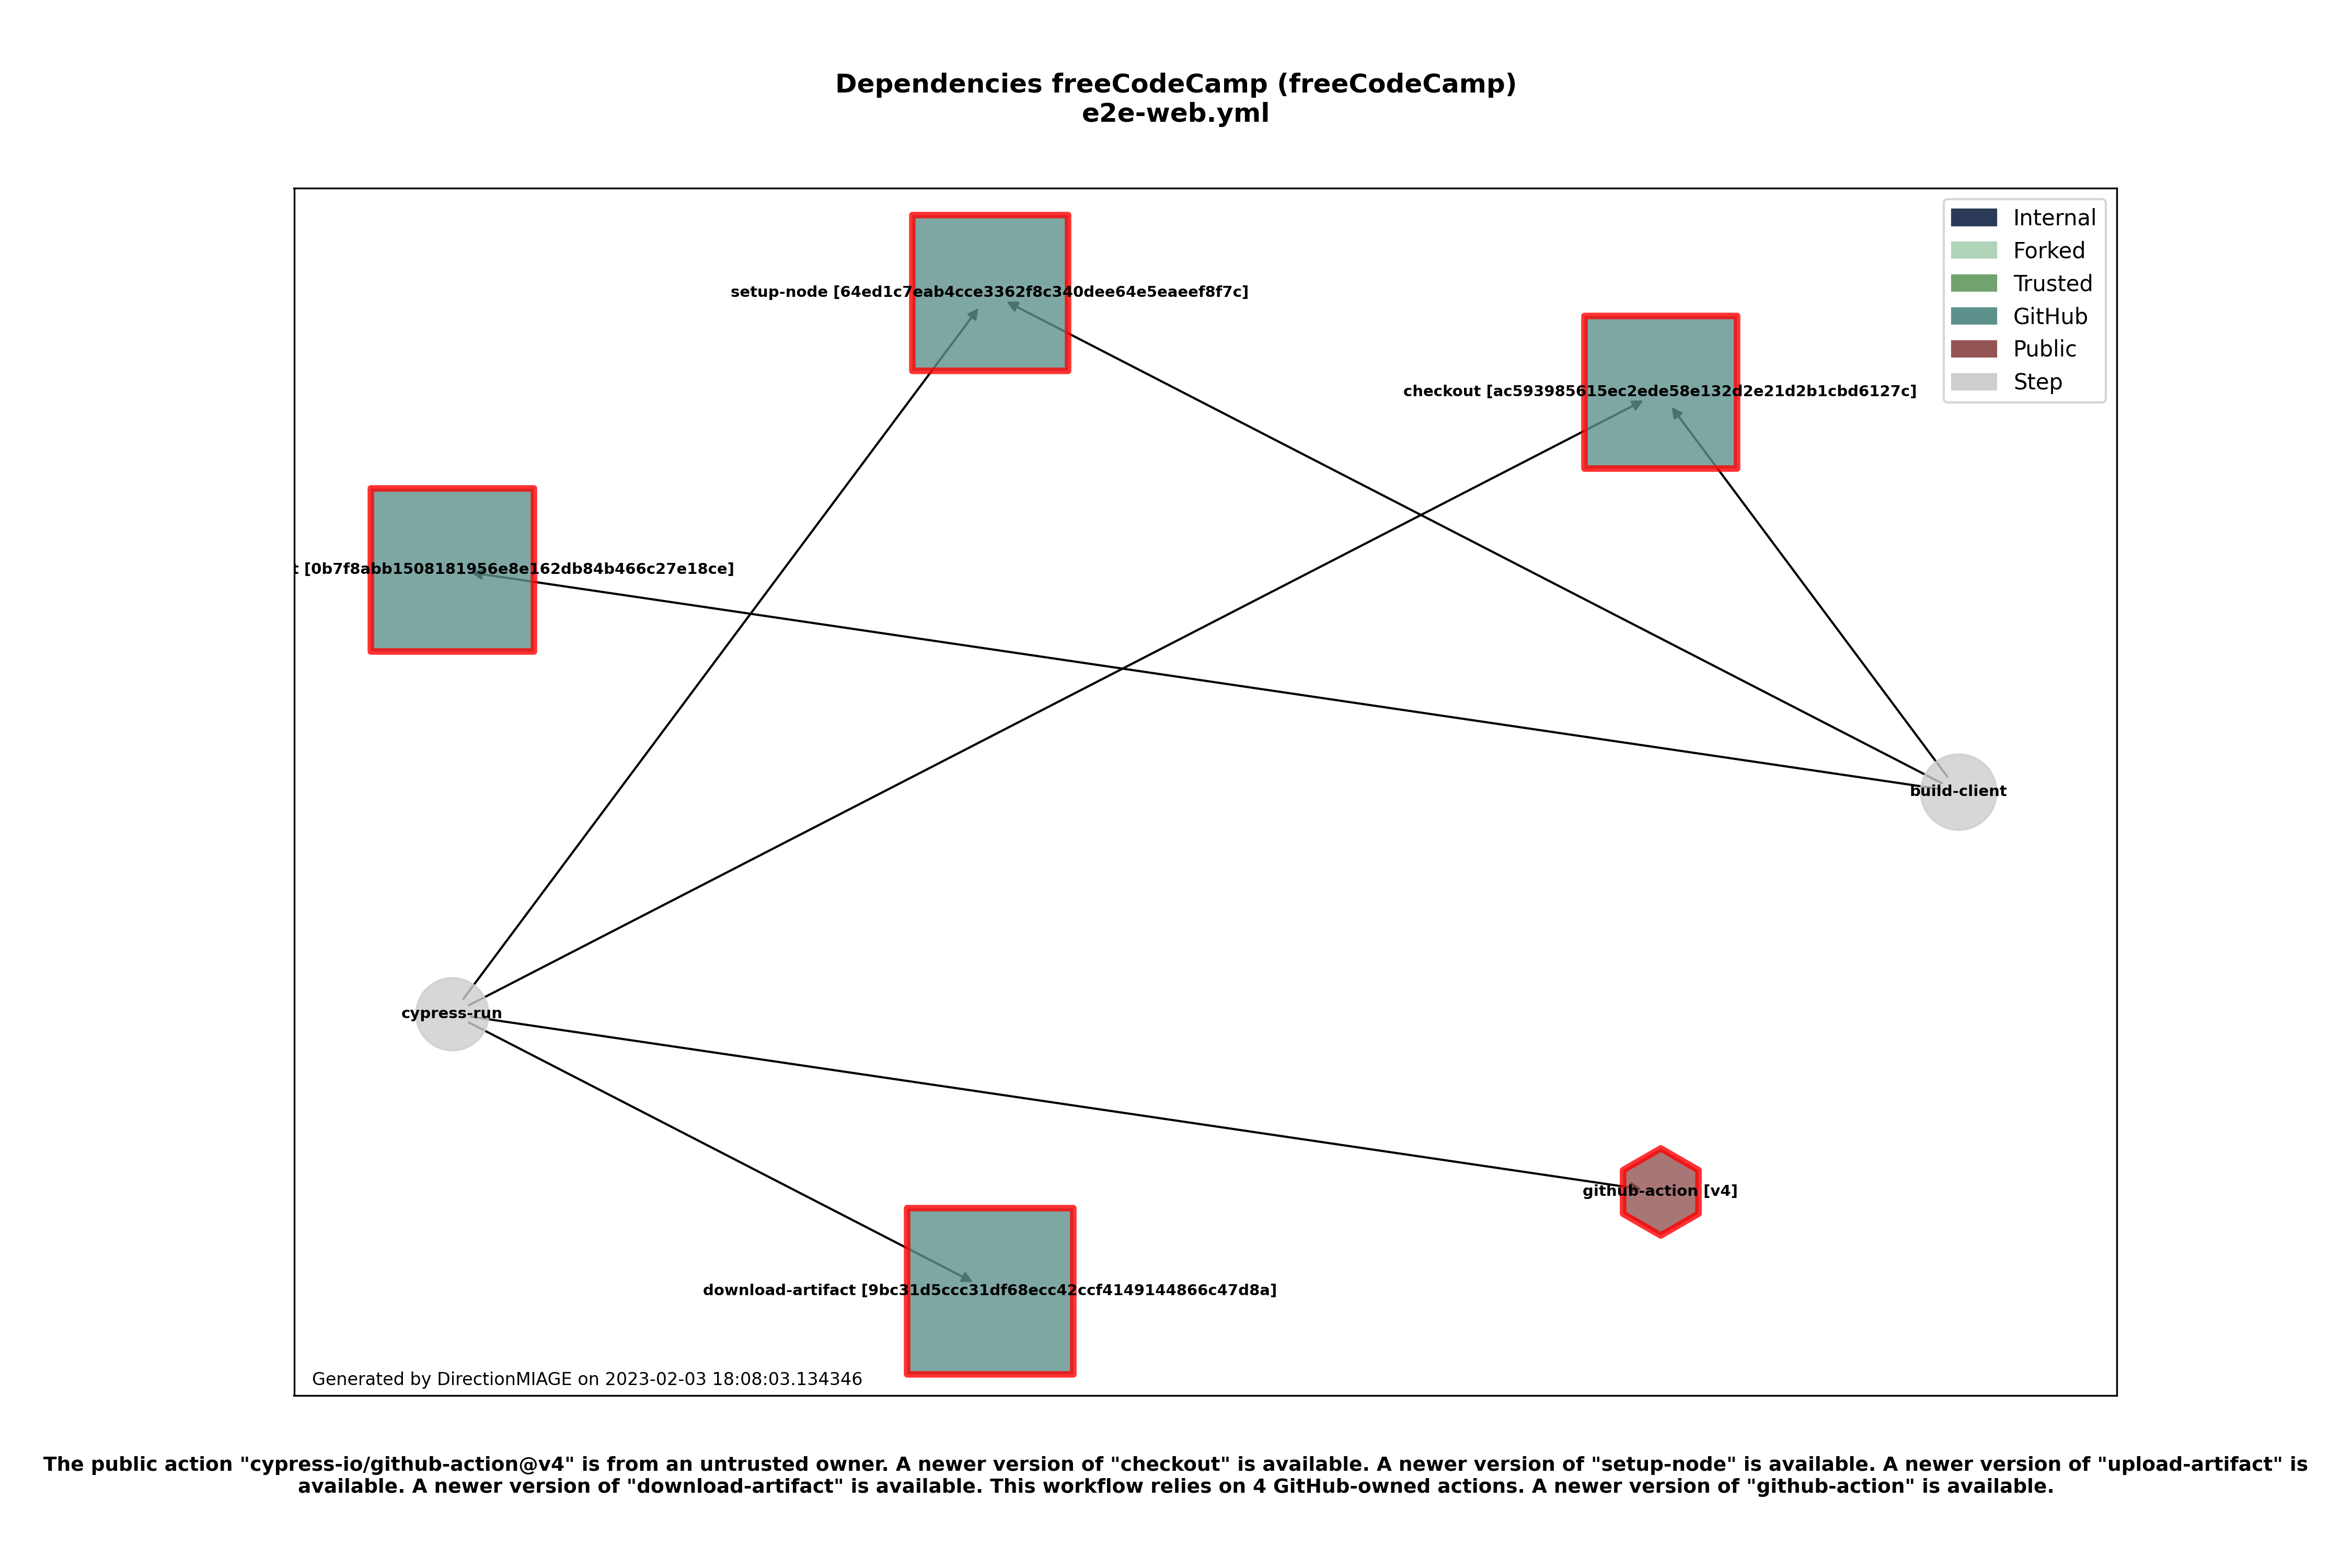 Dependencies freeCodeCamp (freeCodeCamp)
e2e-web.yml
Internal
Forked
Trusted
GitHub
Public
Step
setup-node [64ed1c7eab4cce3362f8c340dee64e5eaeef8f7c]
checkout [ac593985615ec2ede58e132d2e21d2b1cbd6127c]
t [0b7f8abb1508181956e8e162db84b466c27e18ce]
build-client
cypress-run
github-action [v4]
download-artifact [9bc31d5ccc31df68ecc42ccf4149144866c47d8a]
Generated by DirectionMIAGE on 2023-02-03 18:08:03.134346
The public action "cypress-io/github-action@v4" is from an untrusted owner. A newer version of "checkout" is available. A newer version of "setup-node" is available. A newer version of "upload-artifact" is
available. A newer version of "download-artifact" is available. This workflow relies on 4 GitHub-owned actions. A newer version of "github-action" is available.